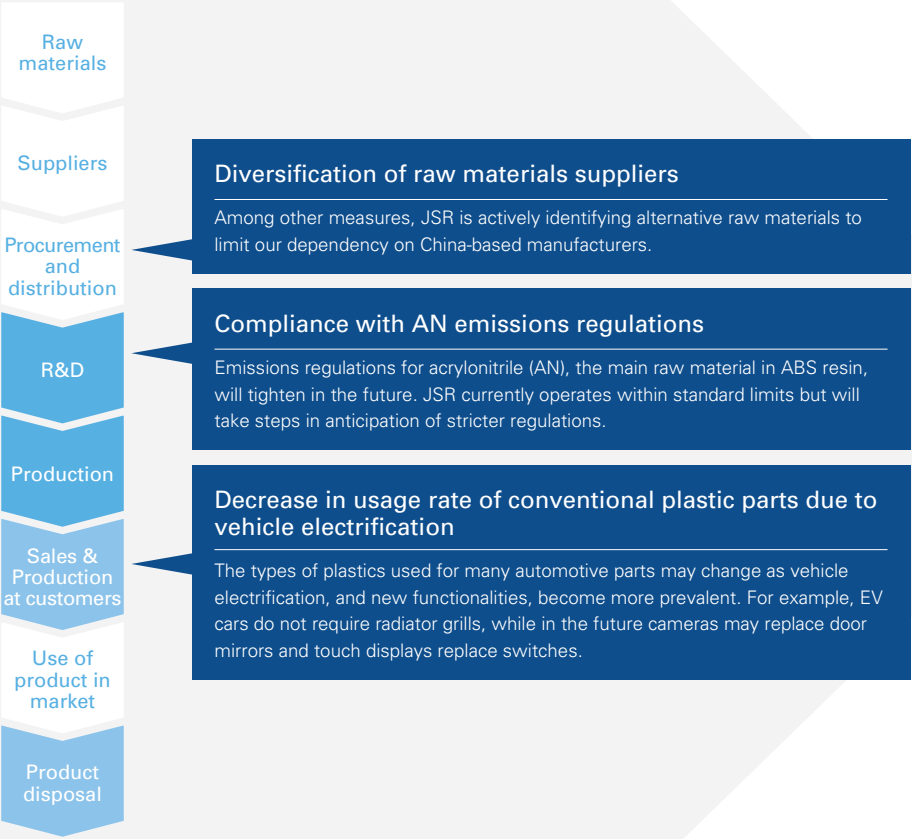 Raw
materials
Suppliers
Procurement
and
distribution
R&D
Production
Sales &
Production
at customers
Use of
product in
market
Product
disposal
Diversification of raw materials suppliers
Among other measures, JSR is actively identifying alternative raw materials to
limit our dependency on China-based manufacturers.
Compliance with AN emissions regulations
Emissions regulations for acrylonitrile (AN), the main raw material in ABS resin,
will tighten in the future. JSR currently operates within standard limits but will
take steps in anticipation of stricter regulations.
Decrease in usage rate of conventional plastic parts due to
vehicle electrification
The types of plastics used for many automotive parts may change as vehicle
electrification, and new functionalities, become more prevalent. For example, EV
cars do not require radiator grills, while in the future cameras may replace door
mirrors and touch displays replace switches.